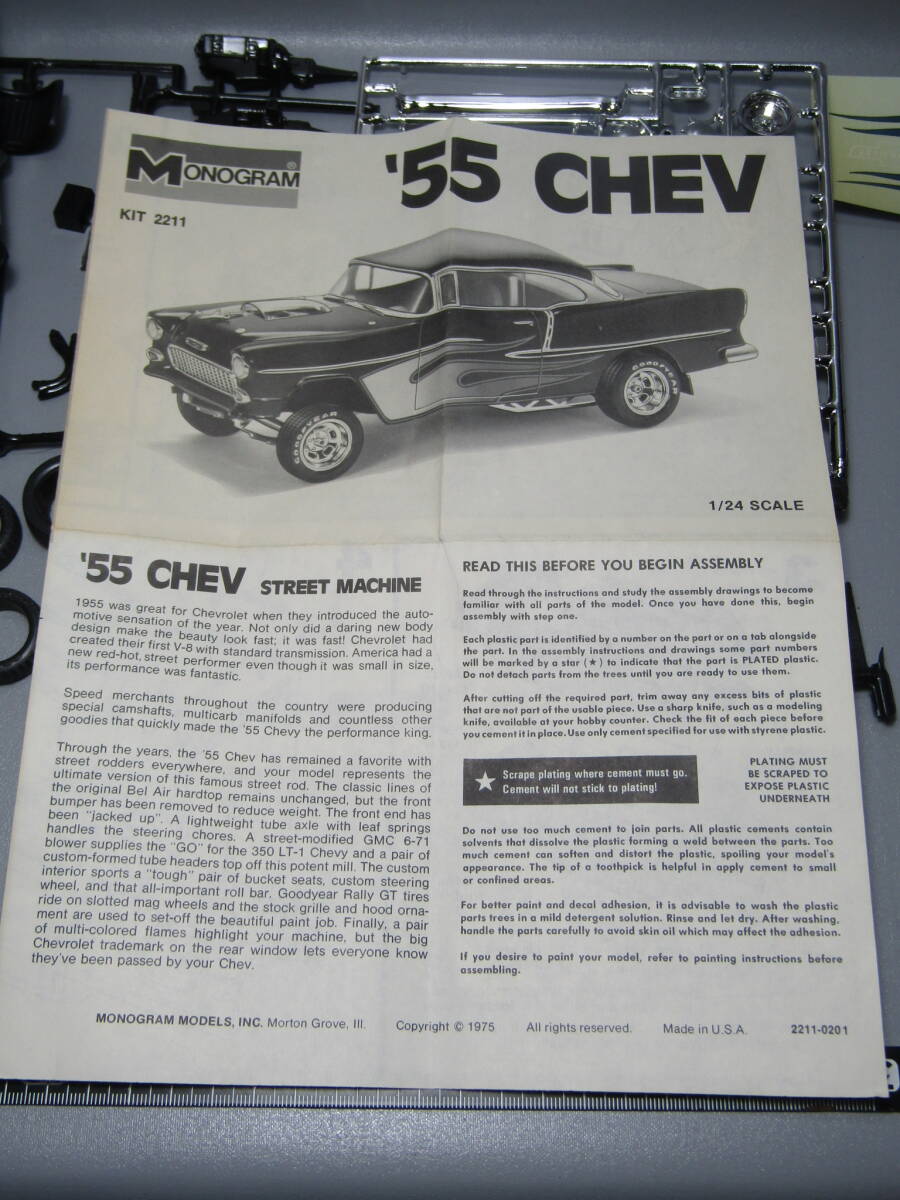 MONOGRAM®
'55 CHEV
KIT 2211
GOODYEAR
GOODYEAR
1/24 SCALE
'55 CHEV STREET MACHINE
1955 was great for Chevrolet when they introduced the auto-
motive sensation of the year. Not only did a daring new body
design make the beauty look fast; it was fast! Chevrolet had
created their first V-8 with standard transmission. America had a
new red-hot, street performer even though it was small in size,
its performance was fantastic.
Speed merchants throughout the country were producing
special camshafts, multicarb manifolds and countless other
goodies that quickly made the '55 Chevy the performance king.
Through the years, the '55 Chev has remained a favorite with
street rodders everywhere, and your model represents the
ultimate version of this famous street rod. The classic lines of
the original Bel Air hardtop remains unchanged, but the front
bumper has been removed to reduce weight. The front end has
been "jacked up". A lightweight tube axle with leaf springs
handles the steering chores. A street-modified GMC 6-71
blower supplies the "GO" for the 350 LT-1 Chevy and a pair of
custom-formed tube headers top off this potent mill. The custom
interior sports a "tough" pair of bucket seats, custom steering
wheel, and that all-important roll bar. Goodyear Rally GT tires
ride on slotted mag wheels and the stock grille and hood orna-
ment are used to set-off the beautiful paint job. Finally, a pair
of multi-colored flames highlight your machine, but the big
Chevrolet trademark on the rear window lets everyone know
they've been passed by your Chev.
READ THIS BEFORE YOU BEGIN ASSEMBLY
Read through the instructions and study the assembly drawings to become
familiar with all parts of the model. Once you have done this, begin
assembly with step one.
Each plastic part is identified by a number on the part or on a tab alongside
the part. In the assembly instructions and drawings some part numbers
will be marked by a star (★) to indicate that the part is PLATED plastic.
Do not detach parts from the trees until you are ready to use them.
After cutting off the required part, trim away any excess bits of plastic
that are not part of the usable piece. Use a sharp knife, such as a modeling
knife, available at your hobby counter. Check the fit of each piece before
you cement it in place. Use only cement specified for use with styrene plastic.
★ Scrape plating where cement must go.
Cement will not stick to plating!
PLATING MUST
BE SCRAPED TO
EXPOSE PLASTIC
UNDERNEATH
Do not use too much cement to join parts. All plastic cements contain
solvents that dissolve the plastic forming a weld between the parts. Too
much cement can soften and distort the plastic, spoiling your model's
appearance. The tip of a toothpick is helpful in apply cement to small
or confined areas.
For better paint and decal adhesion, it is advisable to wash the plastic
parts trees in a mild detergent solution. Rinse and let dry. After washing,
handle the parts carefully to avoid skin oil which may affect the adhesion.
If you desire to paint your model, refer to painting instructions before
assembling.
MONOGRAM MODELS, INC. Morton Grove, Ill. Copyright © 1975 All rights reserved. Made in U.S.A. 2211-0201